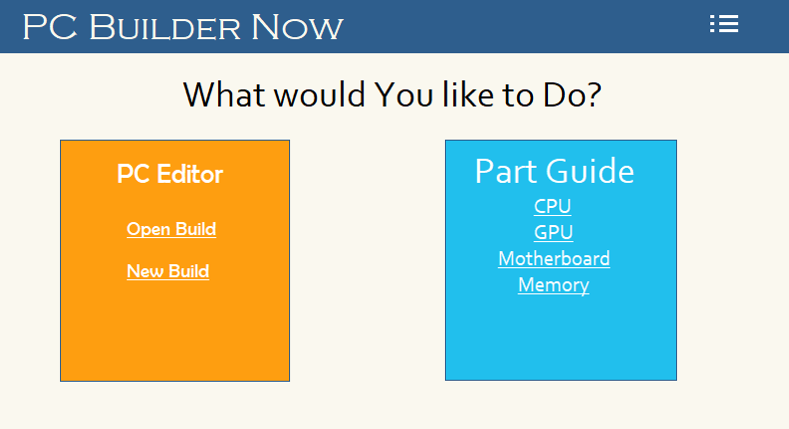 PC Builder Now
What would You like to Do?
PC Editor
Open Build
New Build
Part Guide
CPU
GPU
Motherboard
Memory